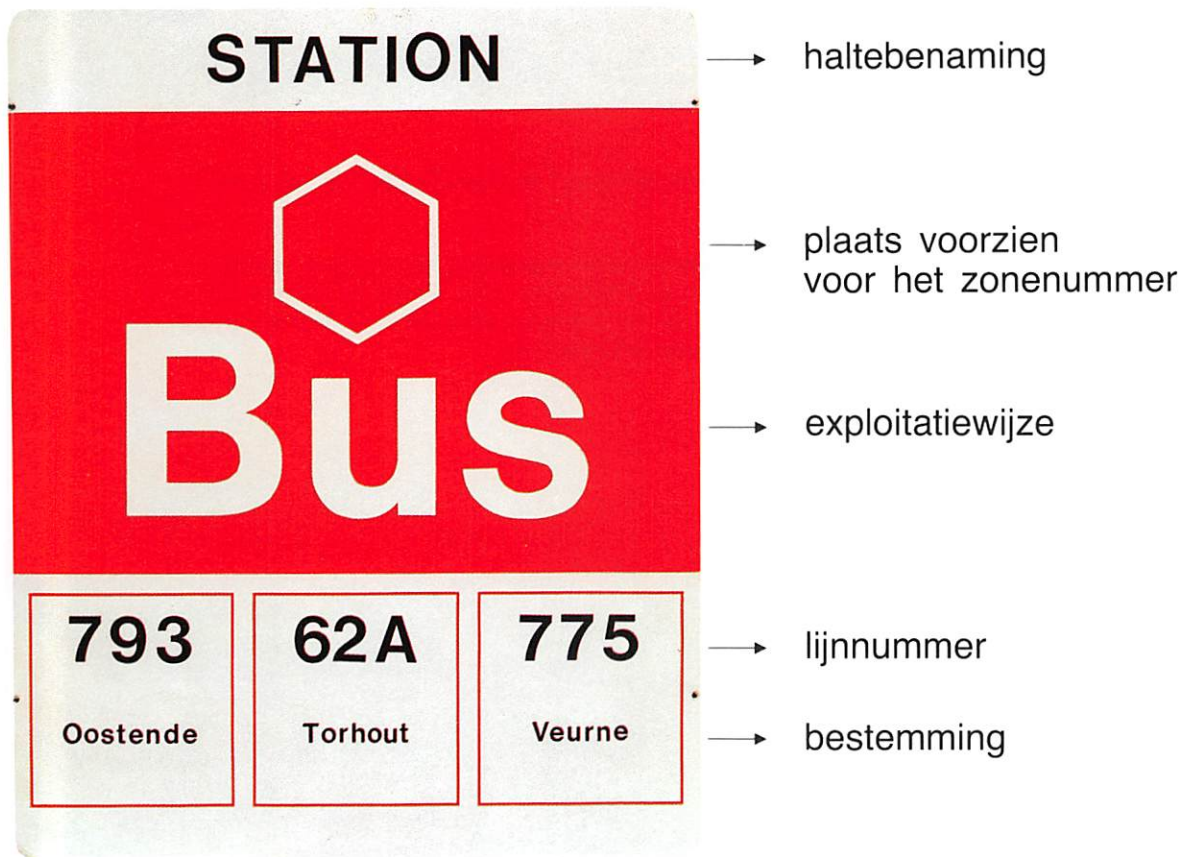 STATION
haltebenaming
plaats voorzien
voor het zonenummer
Bus
exploitatiewijze
793 62A 775
lijnnummer
Oostende Torhout Veurne
bestemming